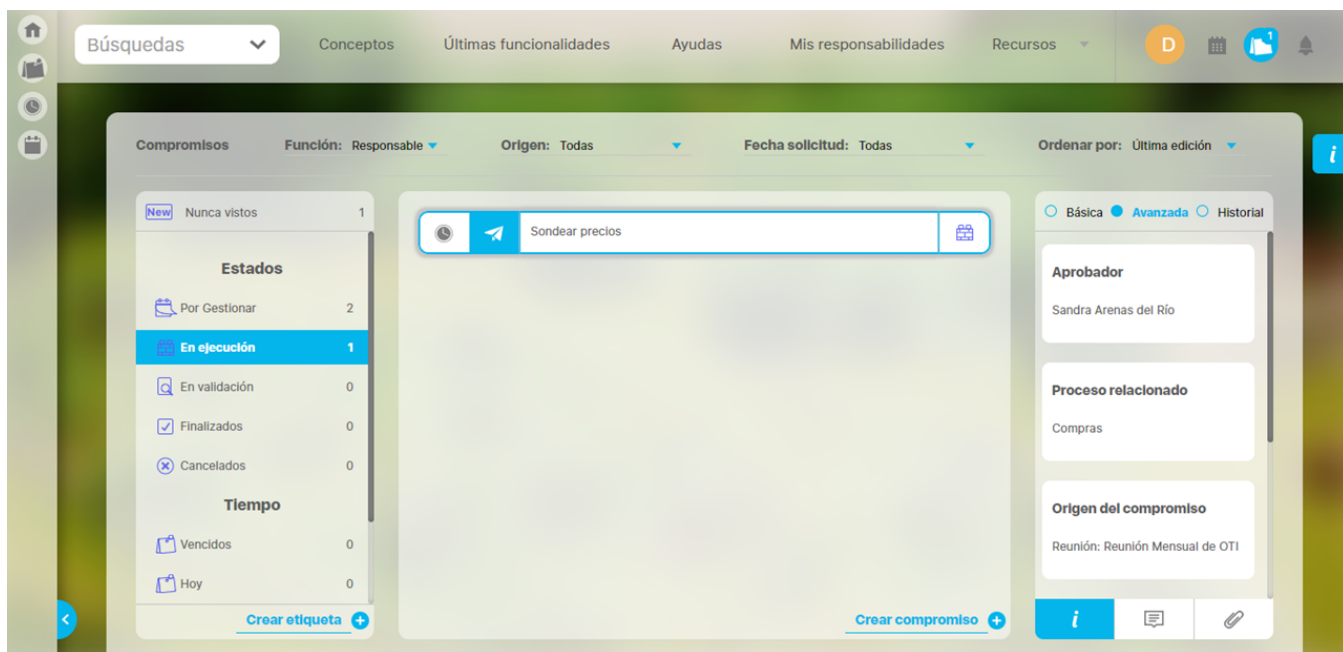 Búsquedas
Conceptos
Últimas funcionalidades
Ayudas
Mis responsabilidades
Recursos
D
1
Compromisos
Función: Responsable
Origen: Todas
Fecha solicitud: Todas
Ordenar por: Última edición
i
New Nunca vistos 1
Estados
Por Gestionar 2
En ejecución 1
En validación 0
Finalizados 0
Cancelados 0
Tiempo
Vencidos 0
Hoy 0
Crear etiqueta
Sondear precios
Crear compromiso
Básica Avanzada Historial
Aprobador
Sandra Arenas del Río
Proceso relacionado
Compras
Origen del compromiso
Reunión: Reunión Mensual de OTI
i